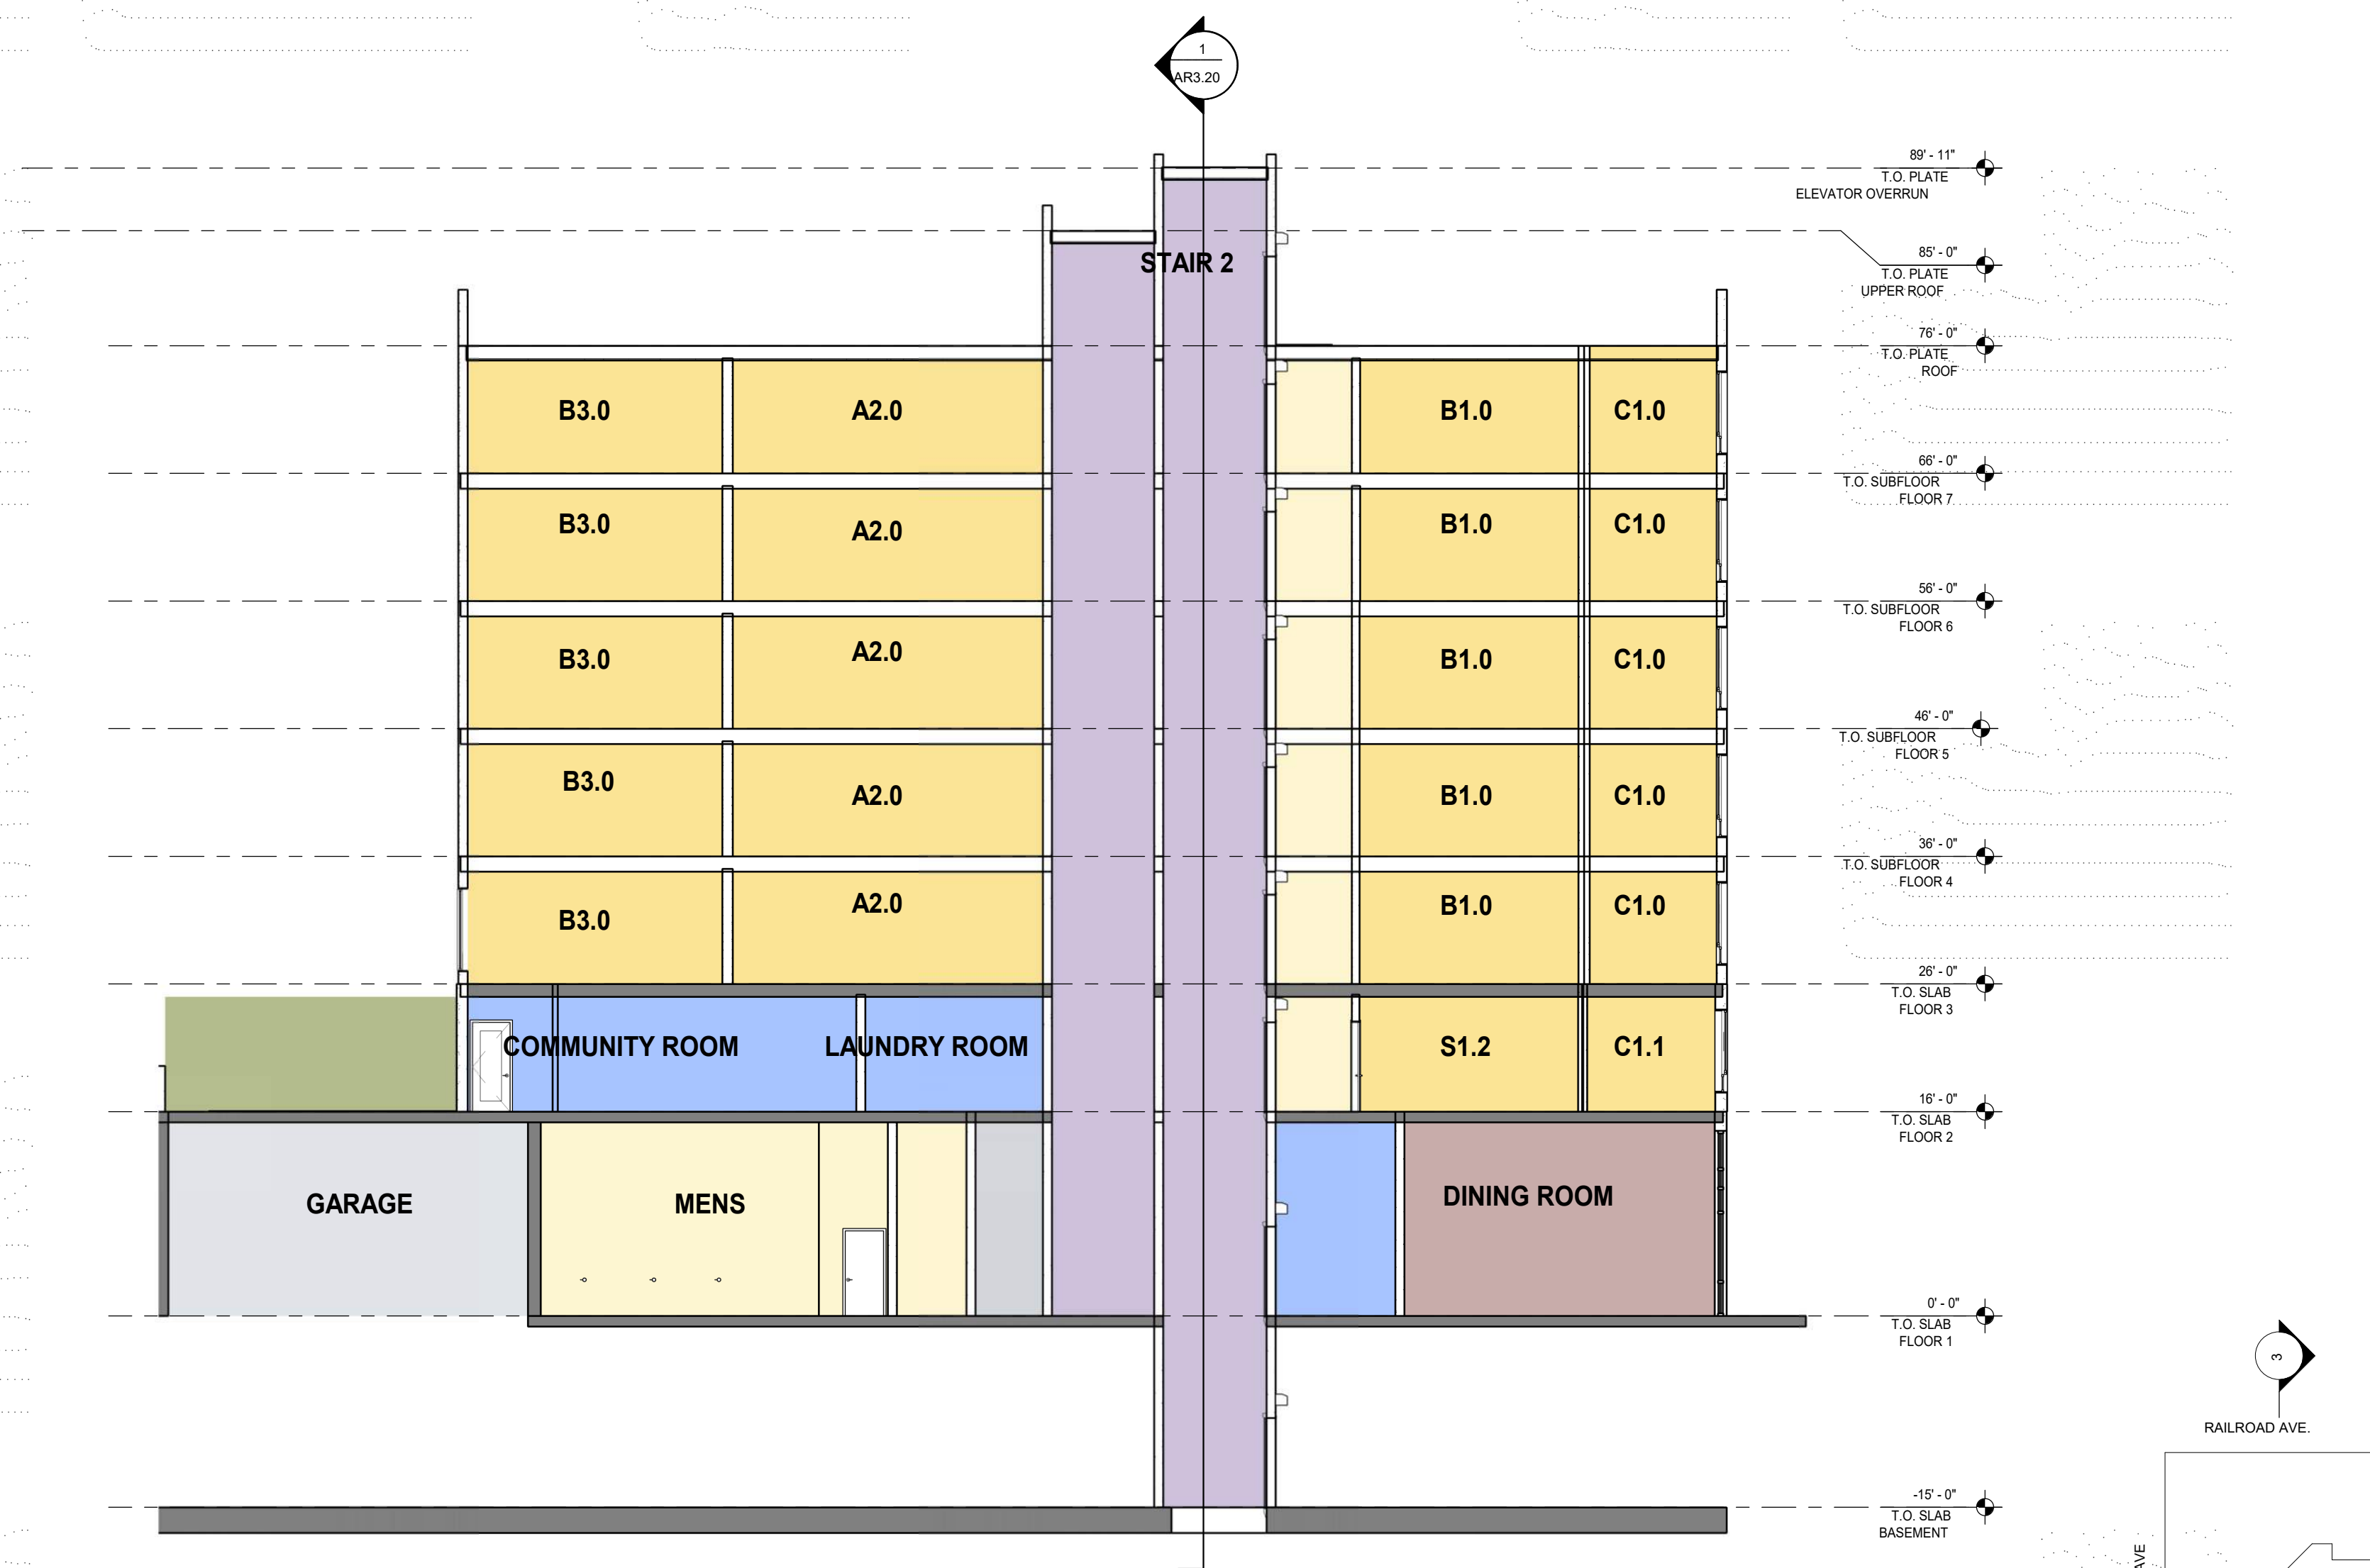 1
AR3.20
89' - 11"
T.O. PLATE
ELEVATOR OVERRUN
STAIR 2
85' - 0"
T.O. PLATE
UPPER ROOF
76' - 0"
T.O. PLATE
ROOF
B3.0
A2.0
B1.0
C1.0
66' - 0"
T.O. SUBFLOOR
FLOOR 7
B3.0
A2.0
B1.0
C1.0
56' - 0"
T.O. SUBFLOOR
FLOOR 6
B3.0
A2.0
B1.0
C1.0
46' - 0"
T.O. SUBFLOOR
FLOOR 5
B3.0
A2.0
B1.0
C1.0
36' - 0"
T.O. SUBFLOOR
FLOOR 4
B3.0
A2.0
B1.0
C1.0
26' - 0"
T.O. SLAB
FLOOR 3
COMMUNITY ROOM
LAUNDRY ROOM
S1.2
C1.1
16' - 0"
T.O. SLAB
FLOOR 2
GARAGE
MENS
DINING ROOM
0' - 0"
T.O. SLAB
FLOOR 1
3
RAILROAD AVE.
-15' - 0"
T.O. SLAB
BASEMENT
AVE